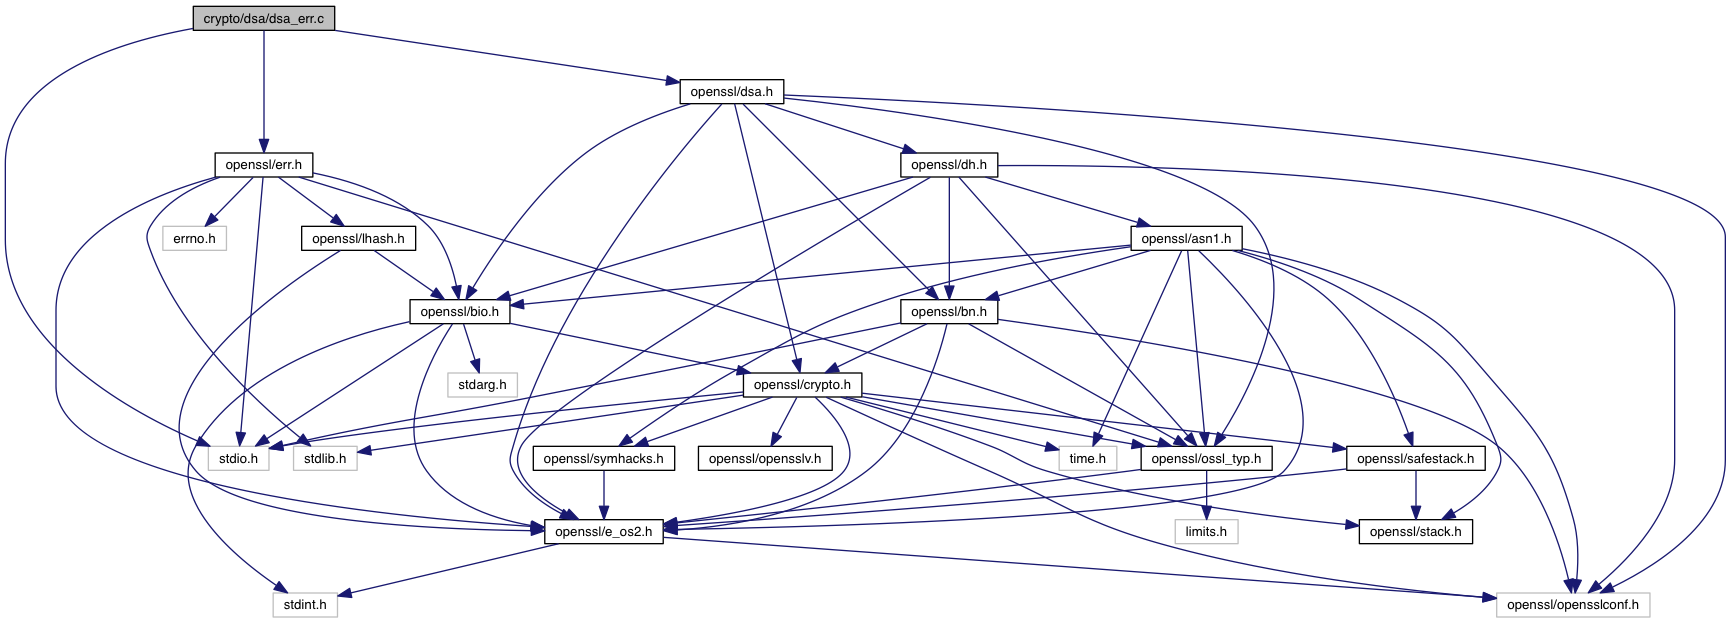 crypto/dsa/dsa_err.c
openssl/dsa.h
openssl/err.h
openssl/dh.h
errno.h
openssl/lhash.h
openssl/asn1.h
openssl/bio.h
openssl/bn.h
stdarg.h
openssl/crypto.h
stdio.h
stdlib.h
openssl/symhacks.h
openssl/opensslv.h
time.h
openssl/ossl_typ.h
openssl/safestack.h
openssl/e_os2.h
limits.h
openssl/stack.h
stdint.h
openssl/opensslconf.h